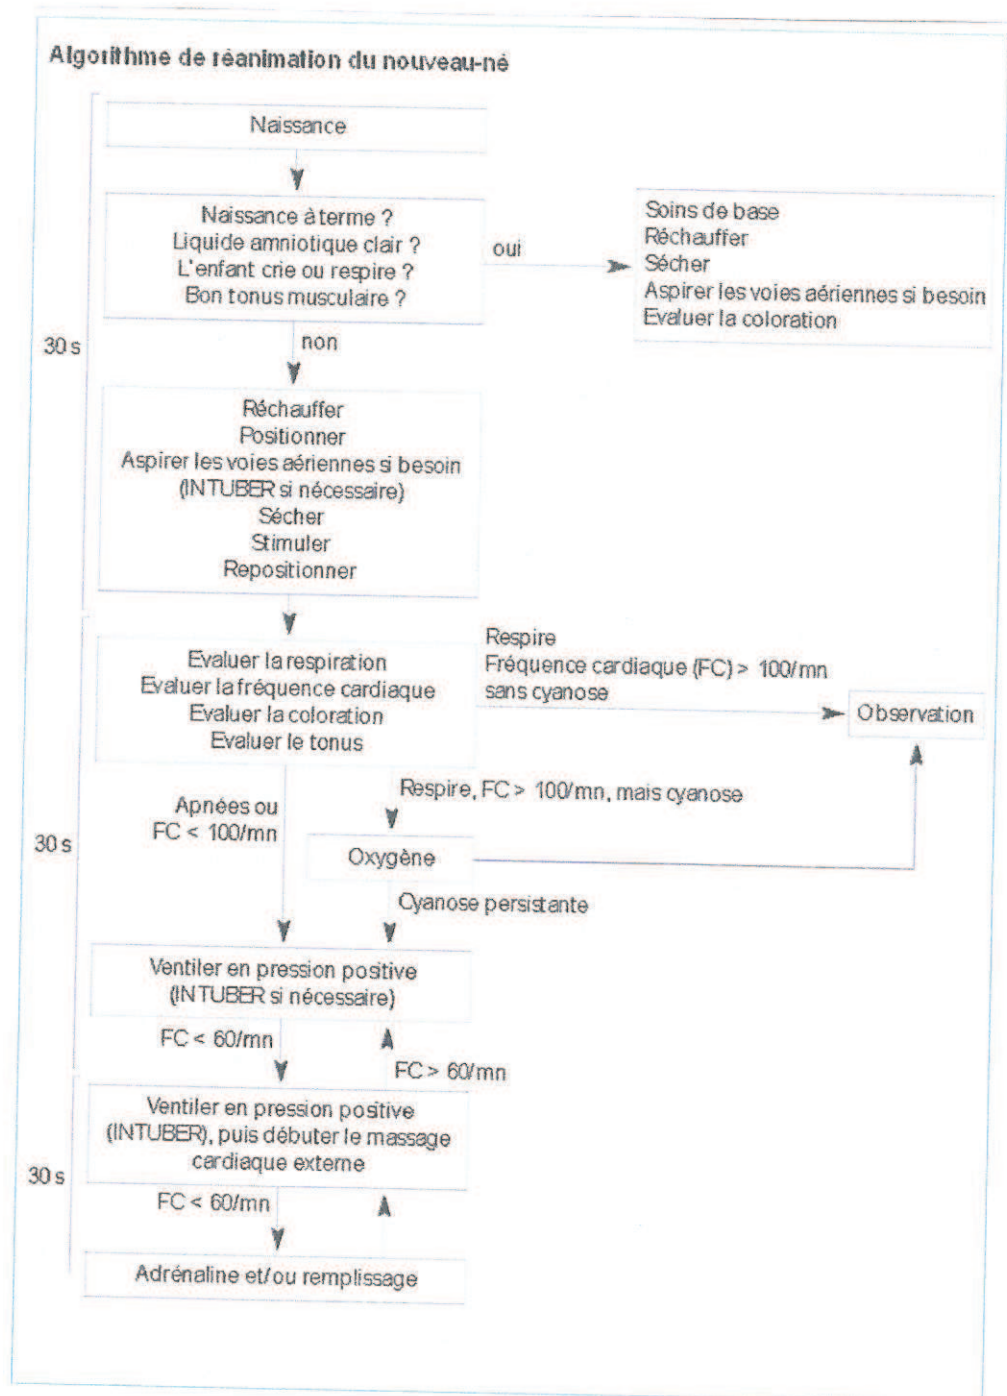 Algorithme de réanimation du nouveau-né
Naissance
Naissance à terme ?
Liquide amniotique clair ?
L'enfant crie ou respire ?
Bon tonus musculaire ?
oui
Soins de base
Réchauffer
Sécher
Aspirer les voies aériennes si besoin
Evaluer la coloration
30 s
non
Réchauffer
Positionner
Aspirer les voies aériennes si besoin
(INTUBER si nécessaire)
Sécher
Stimuler
Repositionner
Evaluer la respiration
Evaluer la fréquence cardiaque
Evaluer la coloration
Evaluer le tonus
Respire
Fréquence cardiaque (FC) > 100/mn
sans cyanose
Observation
30 s
Apnées ou
FC < 100/mn
Respire, FC > 100/mn, mais cyanose
Oxygène
Cyanose persistante
Ventiler en pression positive
(INTUBER si nécessaire)
FC < 60/mn
FC > 60/mn
30 s
Ventiler en pression positive
(INTUBER), puis débuter le massage
cardiaque externe
FC < 60/mn
Adrénaline et/ou remplissage